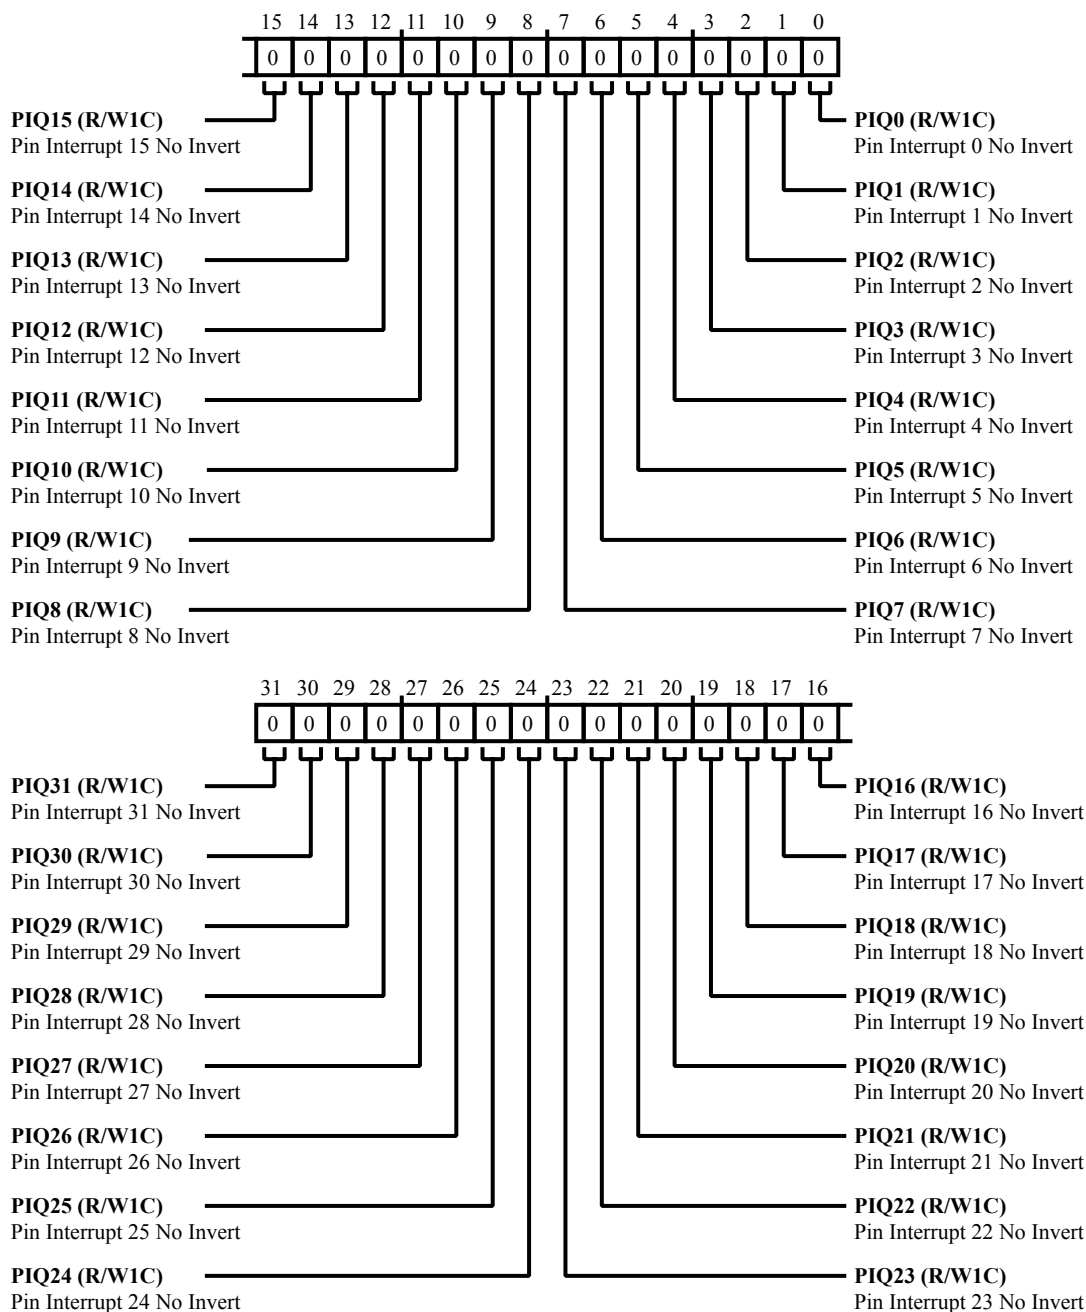 15 14 13 12 11 10 9 8 7 6 5 4 3 2 1 0
0 0 0 0 0 0 0 0 0 0 0 0 0 0 0 0
PIQ15 (R/W1C)
Pin Interrupt 15 No Invert
PIQ14 (R/W1C)
Pin Interrupt 14 No Invert
PIQ13 (R/W1C)
Pin Interrupt 13 No Invert
PIQ12 (R/W1C)
Pin Interrupt 12 No Invert
PIQ11 (R/W1C)
Pin Interrupt 11 No Invert
PIQ10 (R/W1C)
Pin Interrupt 10 No Invert
PIQ9 (R/W1C)
Pin Interrupt 9 No Invert
PIQ8 (R/W1C)
Pin Interrupt 8 No Invert
PIQ0 (R/W1C)
Pin Interrupt 0 No Invert
PIQ1 (R/W1C)
Pin Interrupt 1 No Invert
PIQ2 (R/W1C)
Pin Interrupt 2 No Invert
PIQ3 (R/W1C)
Pin Interrupt 3 No Invert
PIQ4 (R/W1C)
Pin Interrupt 4 No Invert
PIQ5 (R/W1C)
Pin Interrupt 5 No Invert
PIQ6 (R/W1C)
Pin Interrupt 6 No Invert
PIQ7 (R/W1C)
Pin Interrupt 7 No Invert
31 30 29 28 27 26 25 24 23 22 21 20 19 18 17 16
0 0 0 0 0 0 0 0 0 0 0 0 0 0 0 0
PIQ31 (R/W1C)
Pin Interrupt 31 No Invert
PIQ30 (R/W1C)
Pin Interrupt 30 No Invert
PIQ29 (R/W1C)
Pin Interrupt 29 No Invert
PIQ28 (R/W1C)
Pin Interrupt 28 No Invert
PIQ27 (R/W1C)
Pin Interrupt 27 No Invert
PIQ26 (R/W1C)
Pin Interrupt 26 No Invert
PIQ25 (R/W1C)
Pin Interrupt 25 No Invert
PIQ24 (R/W1C)
Pin Interrupt 24 No Invert
PIQ16 (R/W1C)
Pin Interrupt 16 No Invert
PIQ17 (R/W1C)
Pin Interrupt 17 No Invert
PIQ18 (R/W1C)
Pin Interrupt 18 No Invert
PIQ19 (R/W1C)
Pin Interrupt 19 No Invert
PIQ20 (R/W1C)
Pin Interrupt 20 No Invert
PIQ21 (R/W1C)
Pin Interrupt 21 No Invert
PIQ22 (R/W1C)
Pin Interrupt 22 No Invert
PIQ23 (R/W1C)
Pin Interrupt 23 No Invert